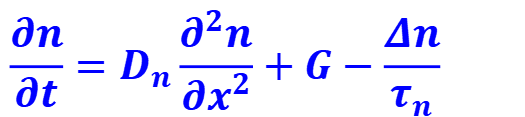 ∂n/∂t = Dₙ ∂²n/∂x² + G − Δn/τₙ